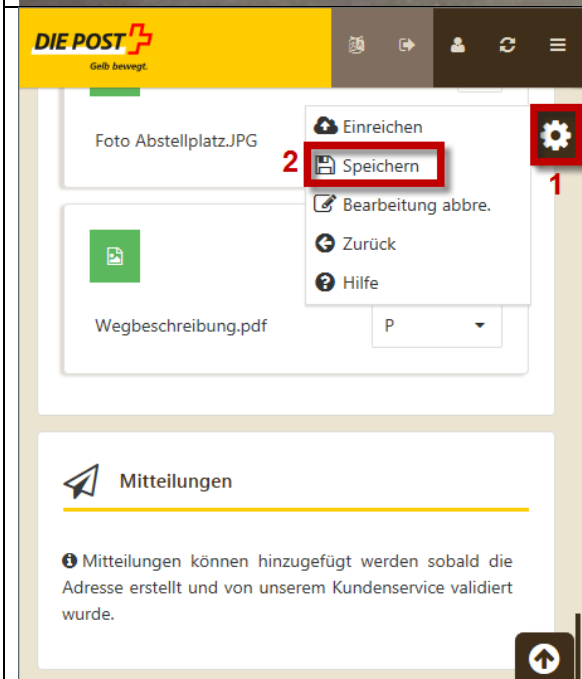 DIE POST
Gelb bewegt.
Foto Abstellplatz.JPG
Einreichen
2 Speichern
1
Bearbeitung abbre.
Zurück
Hilfe
Wegbeschreibung.pdf P
Mitteilungen
Mitteilungen können hinzugefügt werden sobald die
Adresse erstellt und von unserem Kundenservice validiert
wurde.